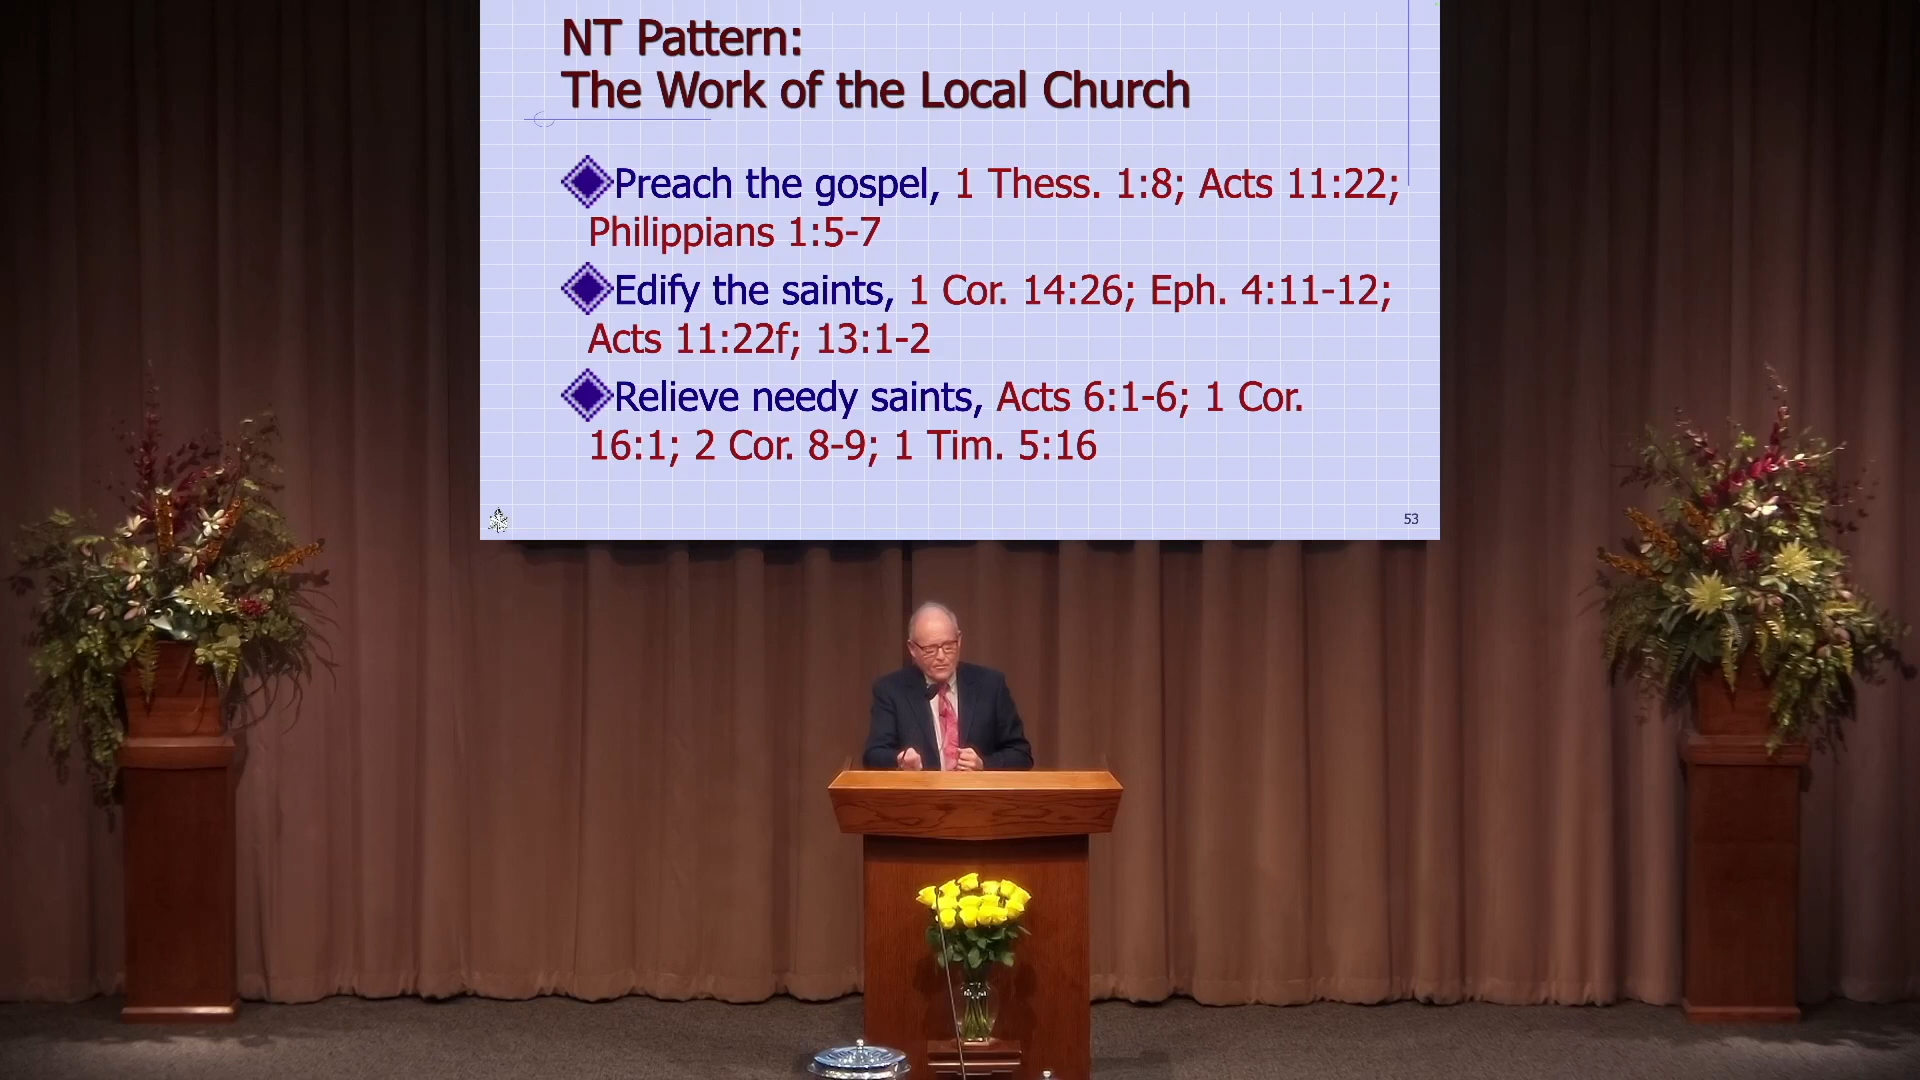 NT Pattern:
The Work of the Local Church
Preach the gospel, 1 Thess. 1:8; Acts 11:22;
Philippians 1:5-7
Edify the saints, 1 Cor. 14:26; Eph. 4:11-12;
Acts 11:22f; 13:1-2
Relieve needy saints, Acts 6:1-6; 1 Cor.
16:1; 2 Cor. 8-9; 1 Tim. 5:16
53